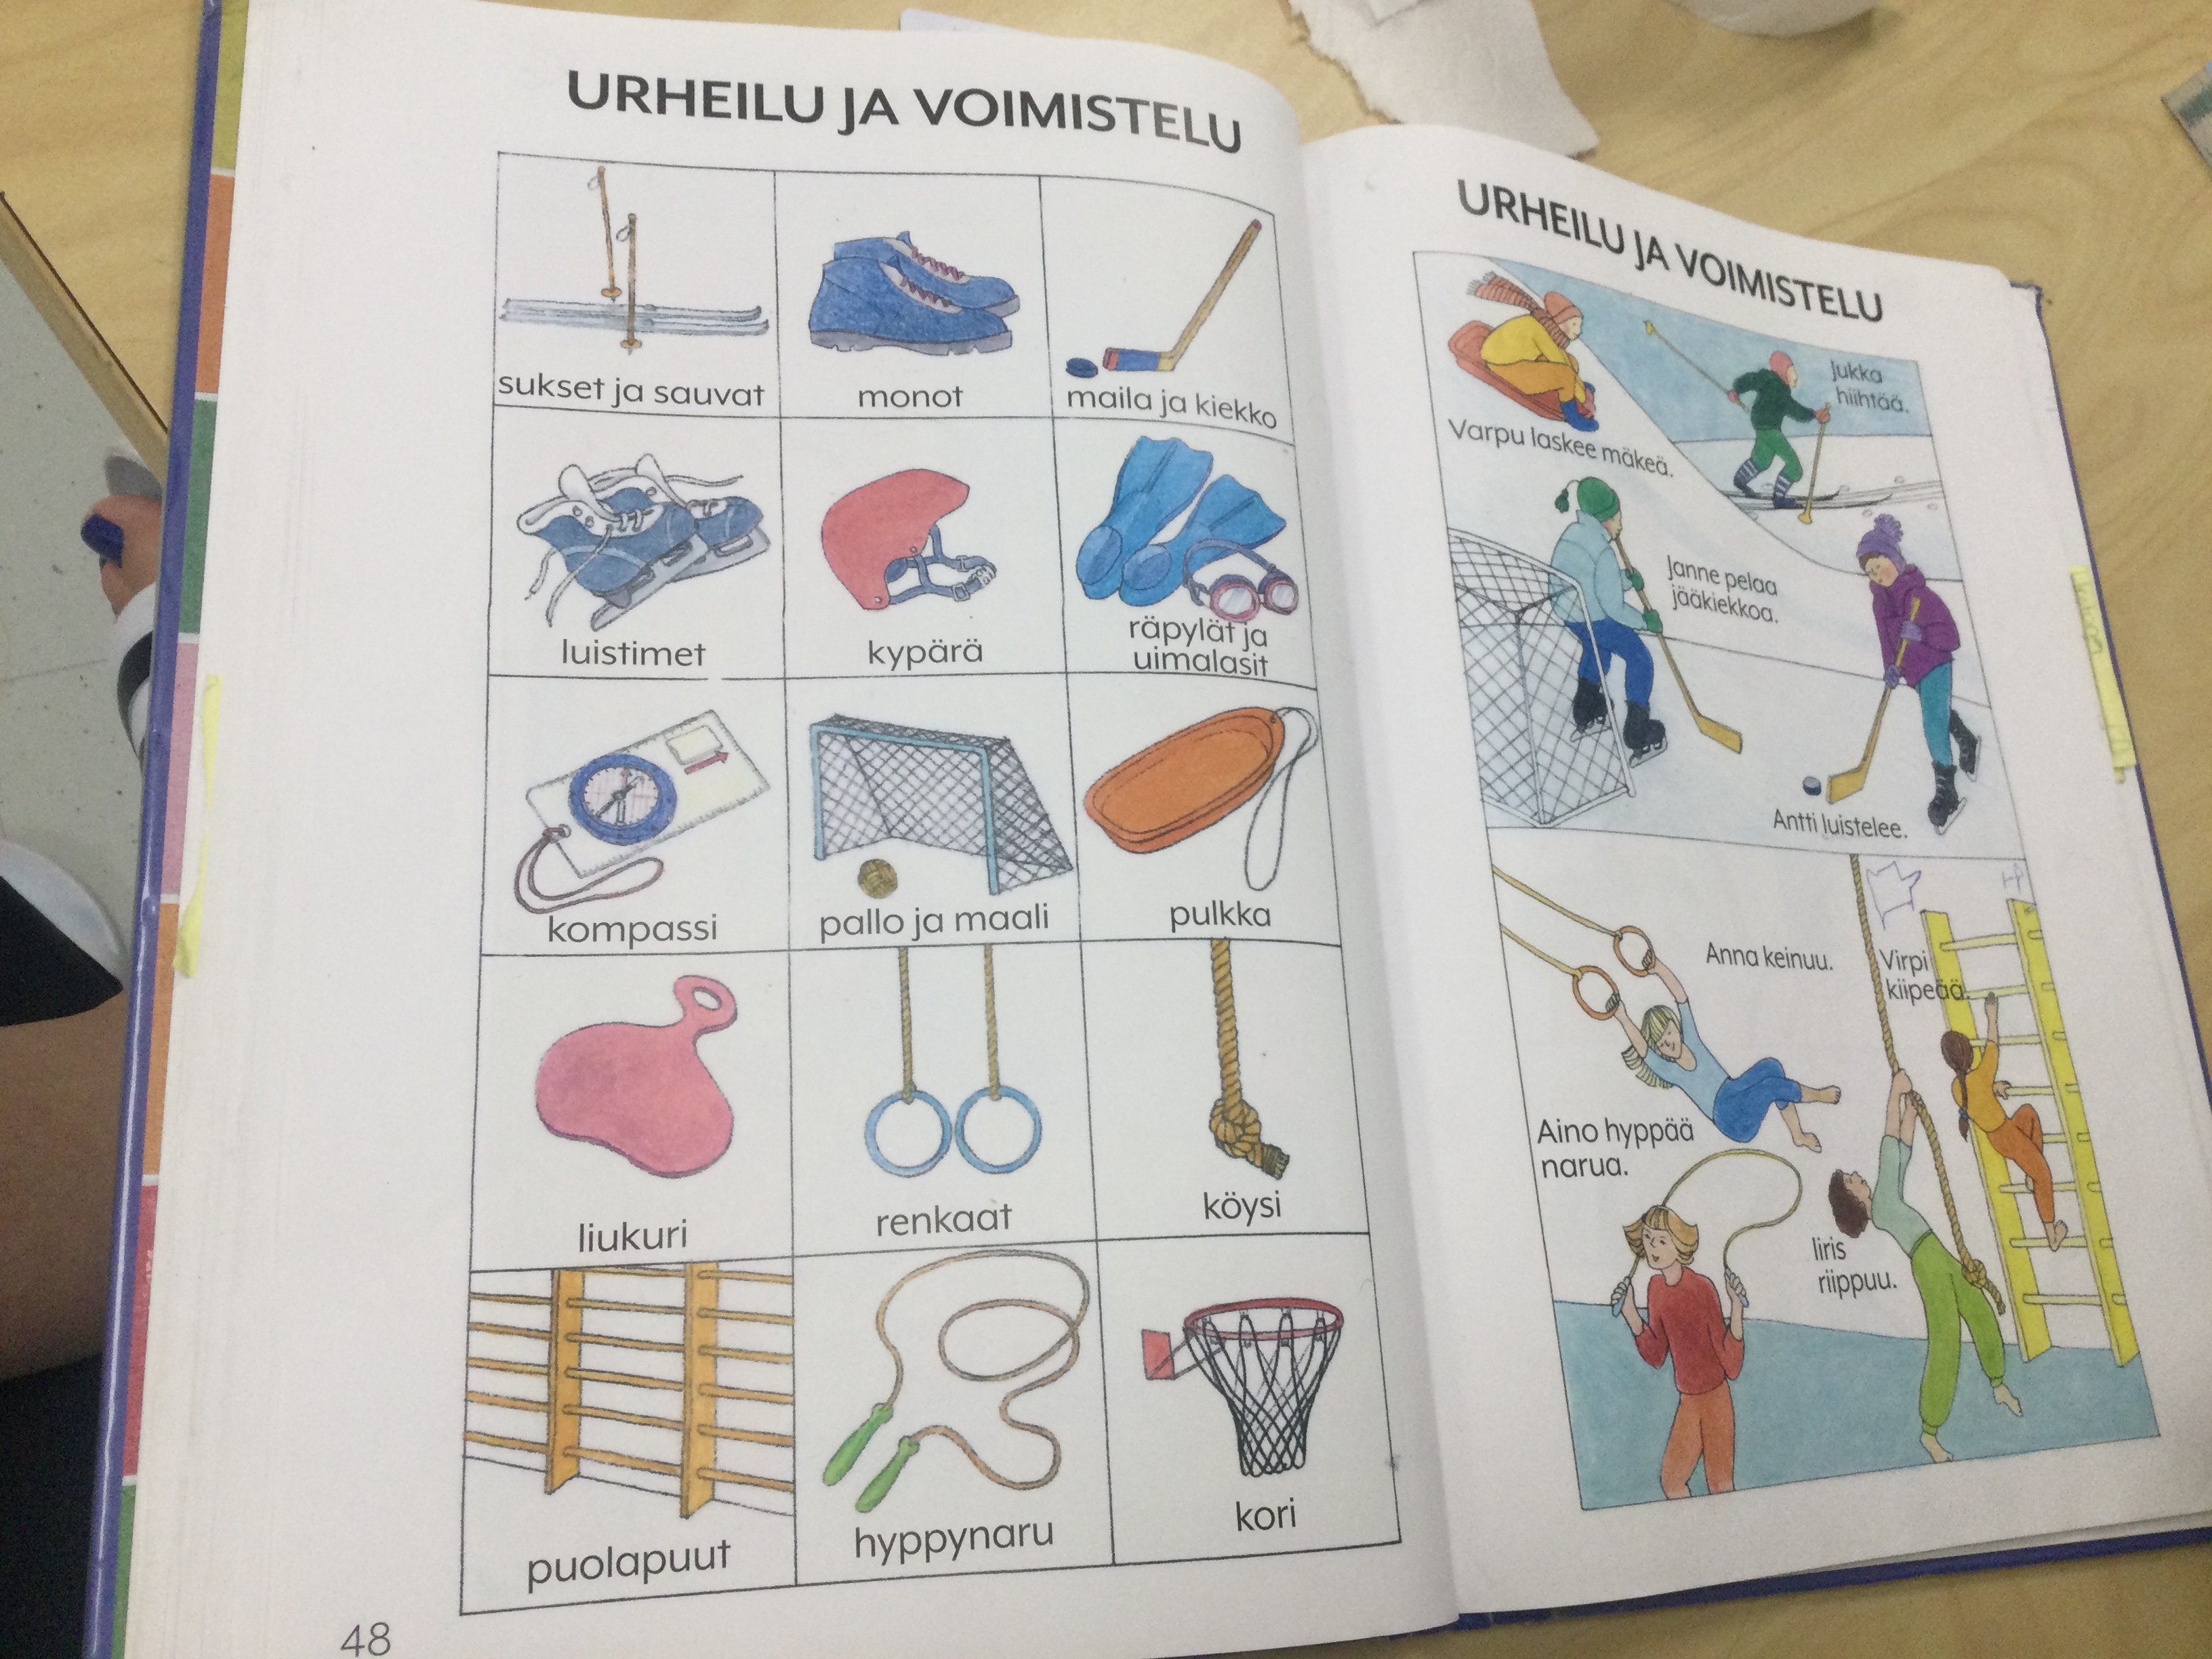 URHEILU JA VOIMISTELU
sukset ja sauvat
monot
maila ja kiekko
luistimet
kypärä
räpylät ja
uimalasit
kompassi
pallo ja maali
pulkka
liukuri
renkaat
köysi
puolapuut
hyppynaru
kori
48
URHEILU JA VOIMISTELU
Jukka
hiihtää.
Varpu laskee mäkeä.
Janne pelaa
jääkiekkoa.
Antti luistelee.
Anna keinuu.
Virpi
kiipeää.
Aino hyppää
narua.
Iiris
riippuu.